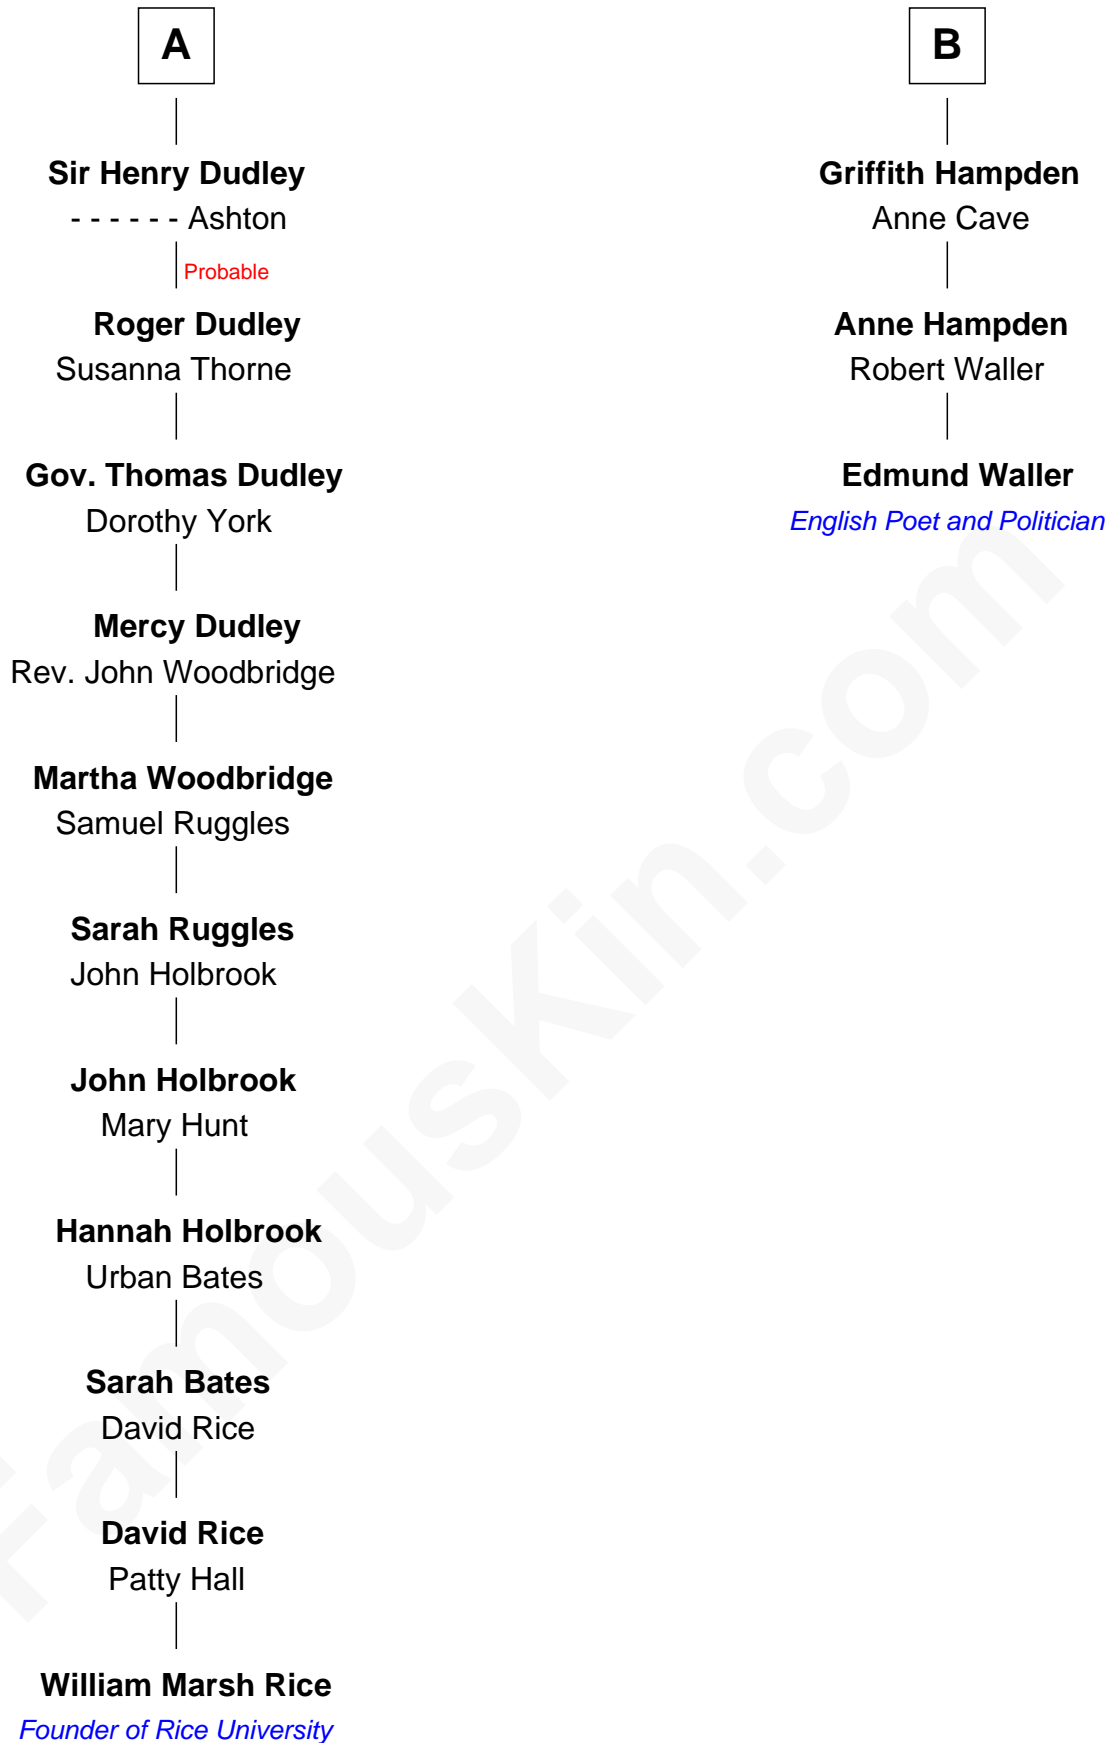 A
Sir Henry Dudley
- - - - - - Ashton
Probable
Roger Dudley
Susanna Thorne
Gov. Thomas Dudley
Dorothy York
Mercy Dudley
Rev. John Woodbridge
Martha Woodbridge
Samuel Ruggles
Sarah Ruggles
John Holbrook
John Holbrook
Mary Hunt
Hannah Holbrook
Urban Bates
Sarah Bates
David Rice
David Rice
Patty Hall
William Marsh Rice
Founder of Rice University
B
Griffith Hampden
Anne Cave
Anne Hampden
Robert Waller
Edmund Waller
English Poet and Politician
FamousKin.com